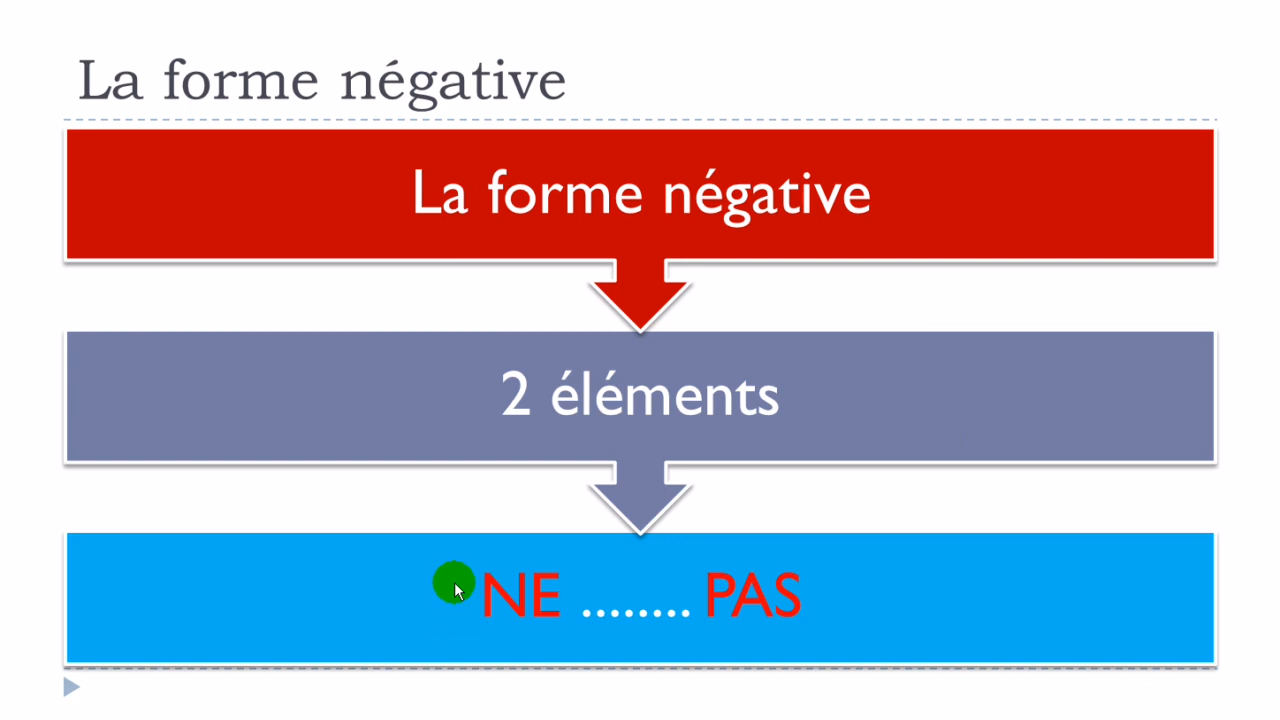 La forme négative
La forme négative
2 éléments
NE ........ PAS